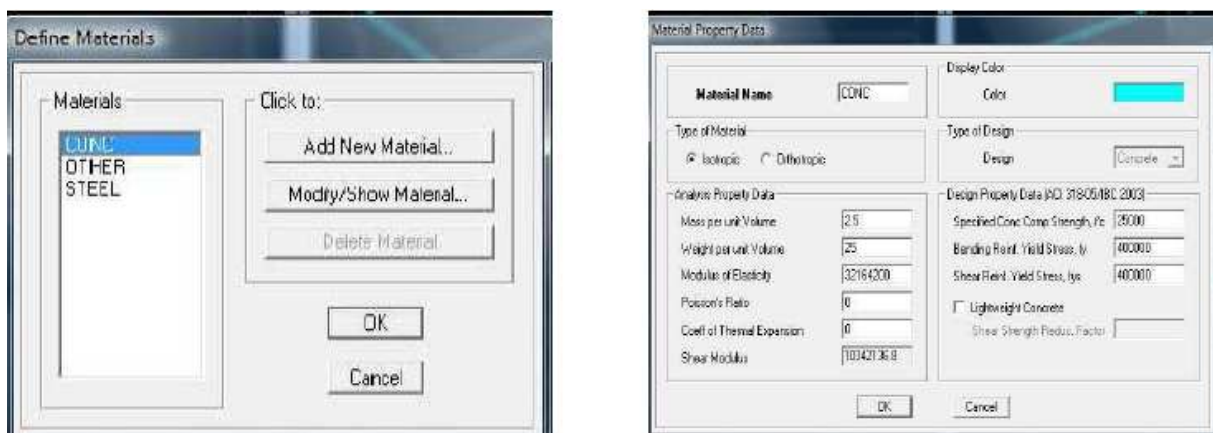 Define Materials
Materials
CONC
OTHER
STEEL
Click to:
Add New Material...
Modify/Show Material...
Delete Material
OK
Cancel
Material Property Data
Material Name CONC
Display Color
Color
Type of Material
Isotropic Orthotropic
Type of Design
Design Concrete
Analysis Property Data
Mass per unit Volume 2.5
Weight per unit Volume 25
Modulus of Elasticity 32164200
Poisson's Ratio 0
Coeff of Thermal Expansion 0
Shear Modulus 10342136.8
Design Property Data (ACI 318-05/IBC 2003)
Specified Conc Comp Strength, f'c 25000
Bending Reinf. Yield Stress, fy 400000
Shear Reinf. Yield Stress, fys 400000
Lightweight Concrete
Shear Strength Reduc. Factor
OK
Cancel